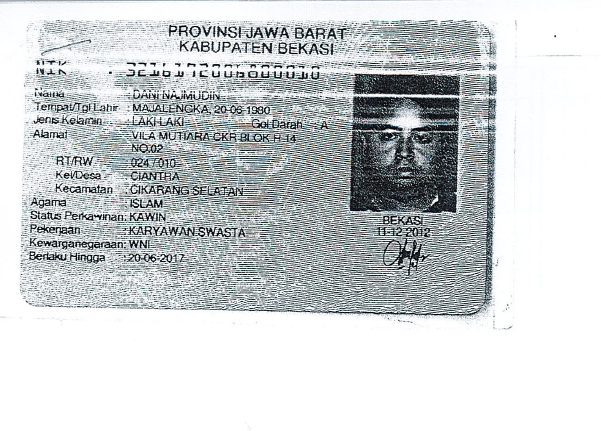 PROVINSI JAWA BARAT
KABUPATEN BEKASI
NIK :
Nama : DANI NAJMUDIN
Tempat/Tgl Lahir : MAJALENGKA, 20-06-1980
Jenis Kelamin : LAKI-LAKI Gol Darah : A
Alamat : VILA MUTIARA CKR BLOK H 14
NO.02
RT/RW : 024 / 010
Kel/Desa : CIANTRA
Kecamatan : CIKARANG SELATAN
Agama : ISLAM
Status Perkawinan: KAWIN
Pekerjaan : KARYAWAN SWASTA
Kewarganegaraan: WNI
Berlaku Hingga : 20-06-2017
BEKASI
11-12-2012